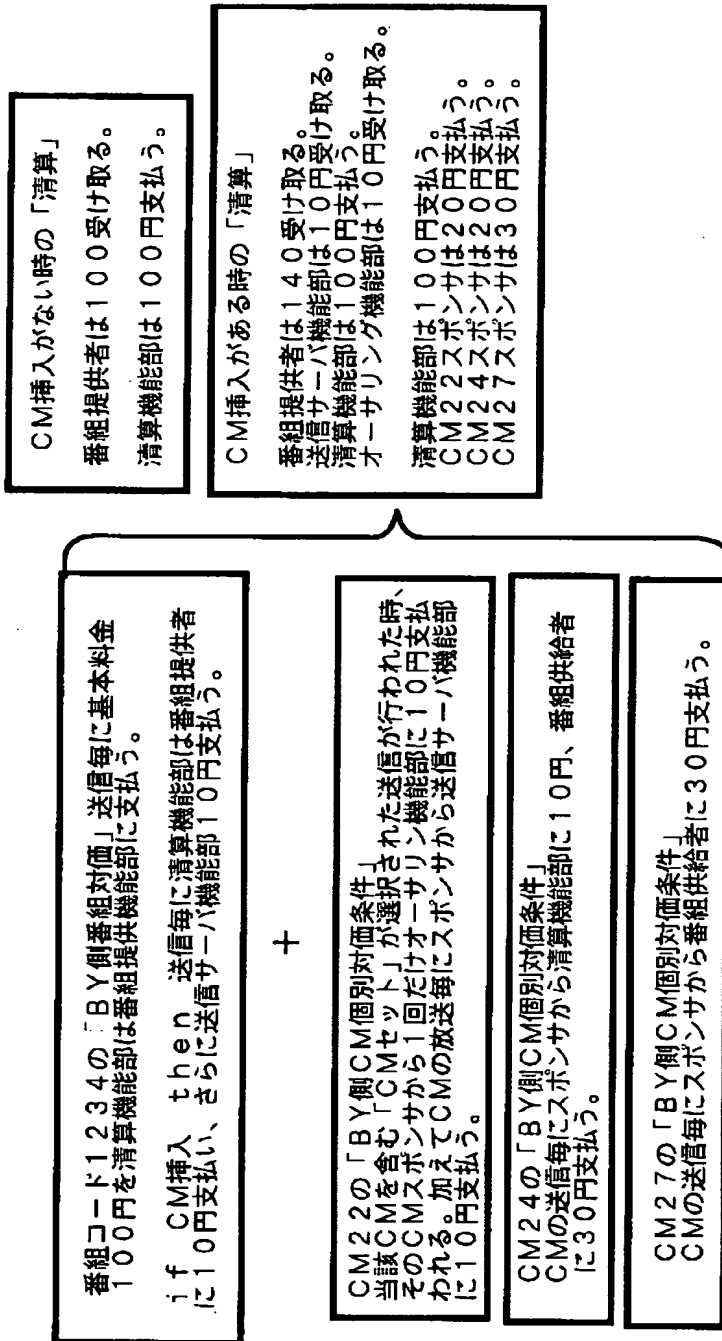 番組コード1234の「BY側番組対価」送信毎に基本料金
100円を清算機能部は番組提供機能部に支払う。
if CM挿入 then 送信毎に清算機能部は番組提供者
に10円支払い、さらに送信サーバ機能部10円支払う。
＋
CM22の「BY側CM個別対価条件」
当該CMを含む「CMセット」が選択された送信が行われた時、
そのCMスポンサから1回だけオーサリン機能部に10円支払
われる。加えてCMの放送毎にスポンサから送信サーバ機能部
に10円支払う。
CM24の「BY側CM個別対価条件」
CMの送信毎にスポンサから清算機能部に10円、番組供給者
に30円支払う。
CM27の「BY側CM個別対価条件」
CMの送信毎にスポンサから番組供給者に30円支払う。
CM挿入がない時の「清算」
番組提供者は100受け取る。
清算機能部は100円支払う。
CM挿入がある時の「清算」
番組提供者は140受け取る。
送信サーバ機能部は10円受け取る。
清算機能部は100円支払う。
オーサリング機能部は10円受け取る。
清算機能部は100円支払う。
CM22スポンサは20円支払う。
CM24スポンサは20円支払う。
CM27スポンサは30円支払う。